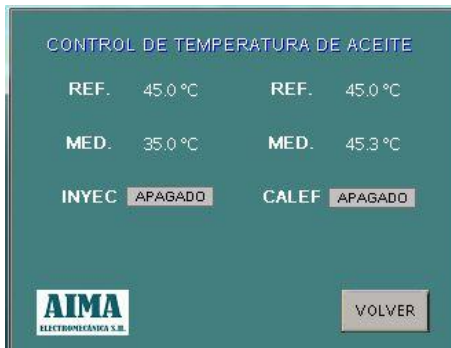 CONTROL DE TEMPERATURA DE ACEITE
REF. 45.0 °C REF. 45.0 °C
MED. 35.0 °C MED. 45.3 °C
INYEC APAGADO CALEF APAGADO
AIMA
ELECTROMECÁNICA S.R.
VOLVER